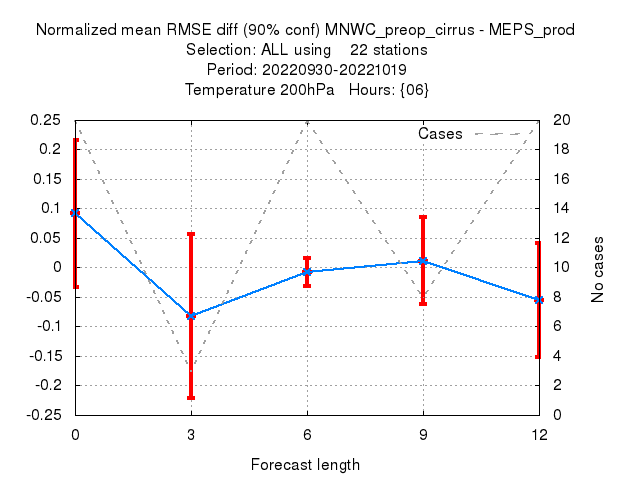 Normalized mean RMSE diff (90% conf) MNWC_preop_cirrus - MEPS_prod
Selection: ALL using 22 stations
Period: 20220930-20221019
Temperature 200hPa Hours: {06}
Cases
0.25
0.2
0.15
0.1
0.05
0
-0.05
-0.1
-0.15
-0.2
-0.25
20
18
16
14
12
10
8
6
4
2
0
No cases
0 3 6 9 12
Forecast length